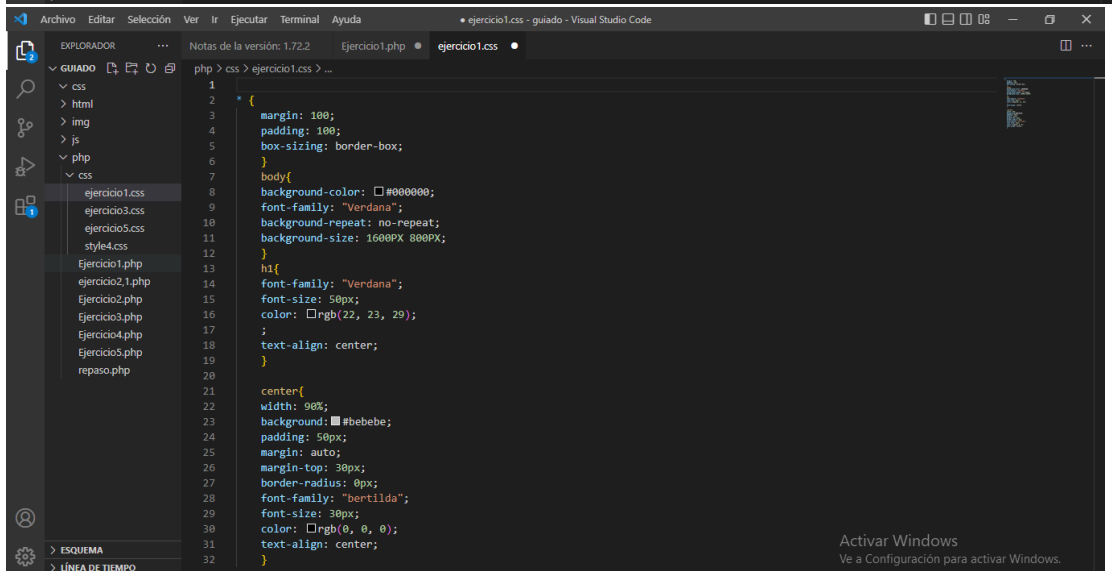 Archivo Editar Selección Ver Ir Ejecutar Terminal Ayuda
● ejercicio1.css - guiado - Visual Studio Code
EXPLORADOR
Notas de la versión: 1.72.2 Ejercicio1.php ● ejercicio1.css ●
GUIADO
php > css > ejercicio1.css > ...
css
html
img
js
php
css
ejercicio1.css
ejercicio3.css
ejercicio5.css
style4.css
Ejercicio1.php
ejercicio2,1.php
Ejercicio2.php
Ejercicio3.php
Ejercicio4.php
Ejercicio5.php
repaso.php
ESQUEMA
LÍNEA DE TIEMPO
2
1
1
2 * {
3 margin: 100;
4 padding: 100;
5 box-sizing: border-box;
6 }
7 body{
8 background-color: #000000;
9 font-family: "Verdana";
10 background-repeat: no-repeat;
11 background-size: 1600PX 800PX;
12 }
13 h1{
14 font-family: "Verdana";
15 font-size: 50px;
16 color: rgb(22, 23, 29);
17 ;
18 text-align: center;
19 }
20
21 center{
22 width: 90%;
23 background: #bebebe;
24 padding: 50px;
25 margin: auto;
26 margin-top: 30px;
27 border-radius: 0px;
28 font-family: "bertilda";
29 font-size: 30px;
30 color: rgb(0, 0, 0);
31 text-align: center;
32 }
Activar Windows
Ve a Configuración para activar Windows.